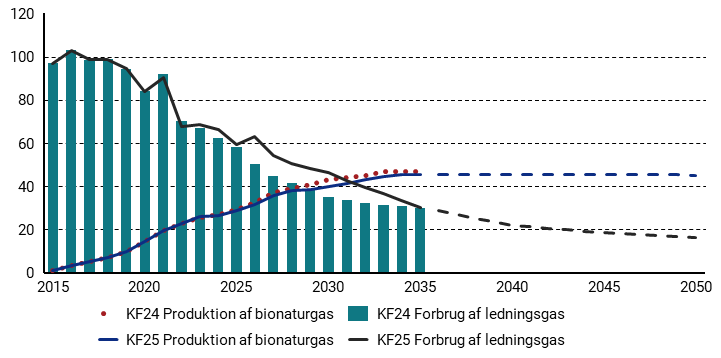 120
100
80
60
40
20
0
2015 2020 2025 2030 2035 2040 2045 2050
KF24 Produktion af bionaturgas KF24 Forbrug af ledningsgas
KF25 Produktion af bionaturgas KF25 Forbrug af ledningsgas